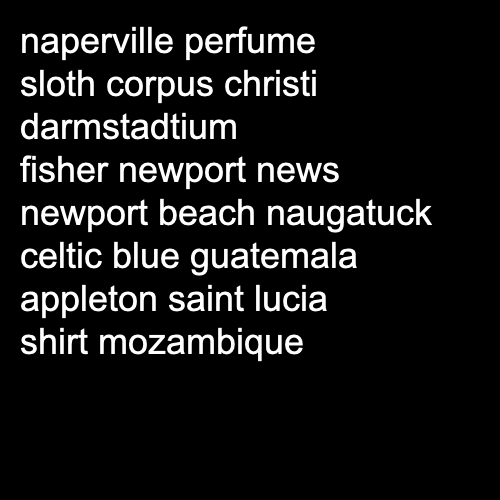 naperville perfume
sloth corpus christi
darmstadtium
fisher newport news
newport beach naugatuck
celtic blue guatemala
appleton saint lucia
shirt mozambique